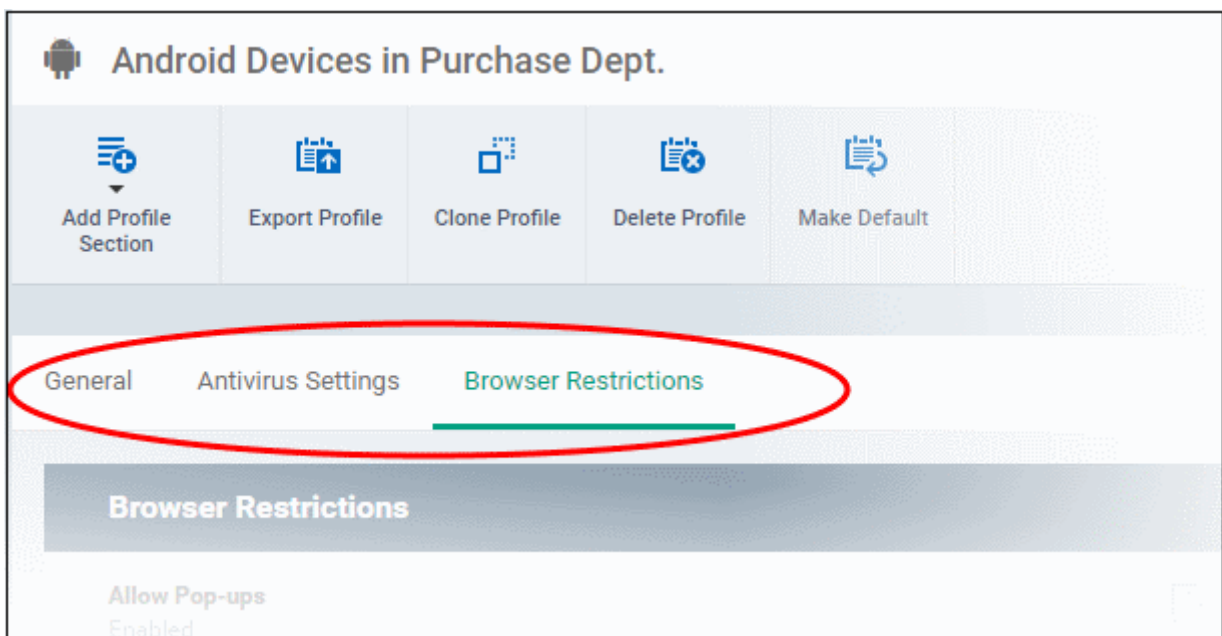 Android Devices in Purchase Dept.
Add Profile
Section
Export Profile
Clone Profile
Delete Profile
Make Default
General
Antivirus Settings
Browser Restrictions
Browser Restrictions
Allow Pop-ups
Enabled